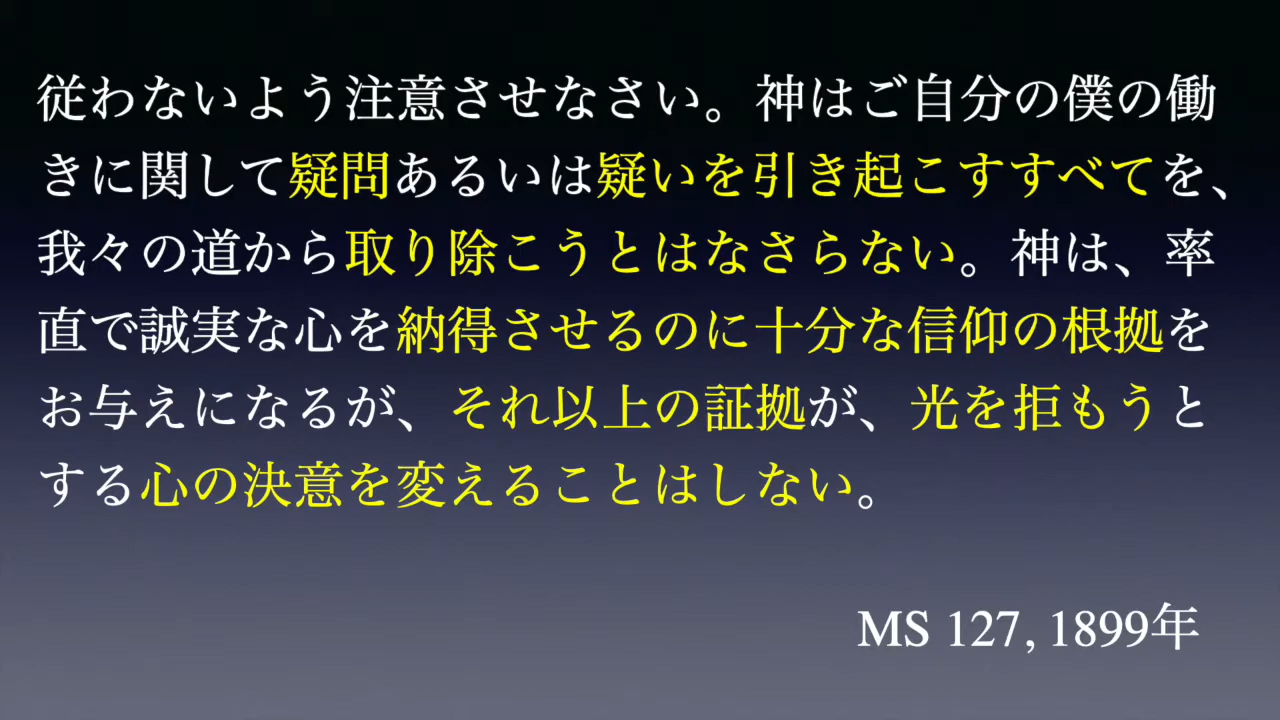 従わないよう注意させなさい。神はご自分の僕の働
きに関して疑問あるいは疑いを引き起こすすべてを、
我々の道から取り除こうとはなさらない。神は、率
直で誠実な心を納得させるのに十分な信仰の根拠を
お与えになるが、それ以上の証拠が、光を拒もうと
する心の決意を変えることはしない。
MS 127, 1899年